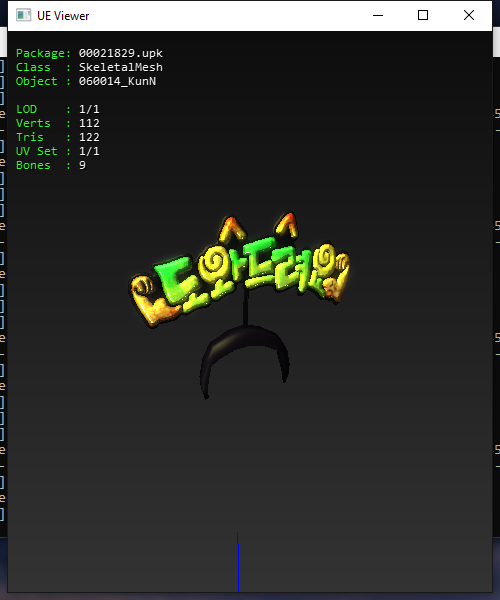 UE Viewer
Package: 00021829.upk
Class : SkeletalMesh
Object : 060014_KunN
LOD : 1/1
Verts : 112
Tris : 122
UV Set : 1/1
Bones : 9
도와드려요